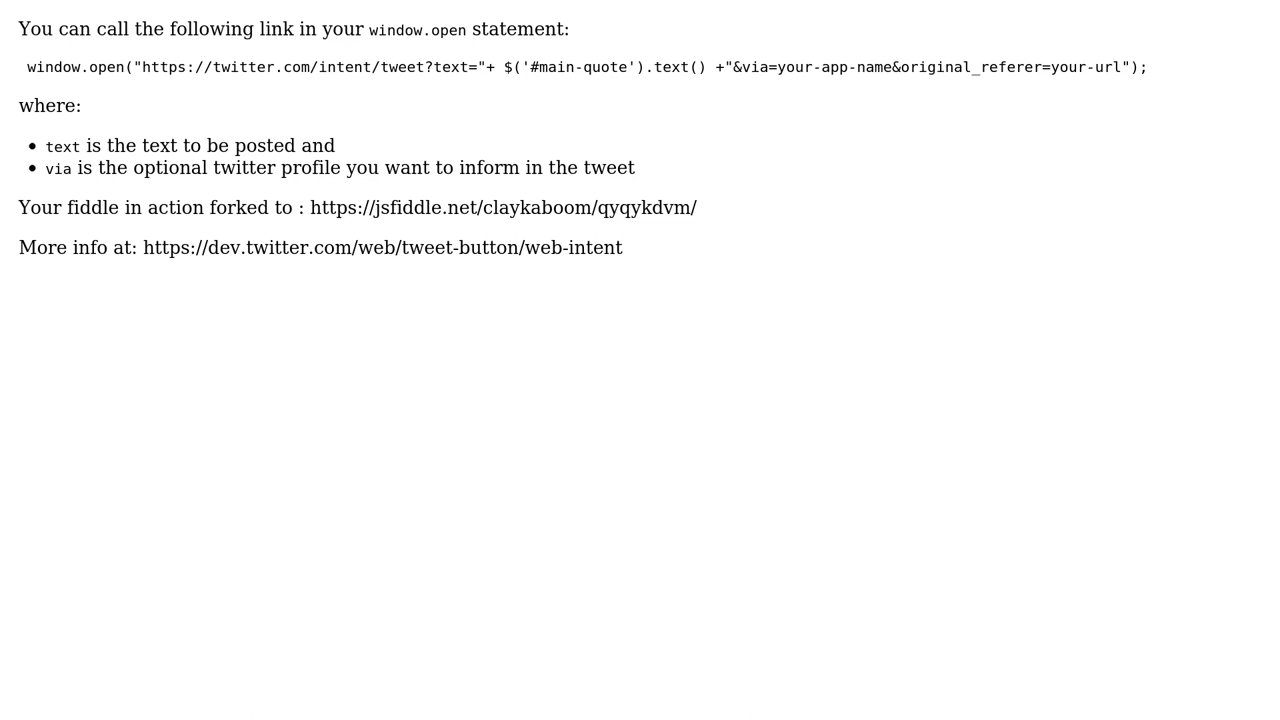 You can call the following link in your window.open statement:
window.open("https://twitter.com/intent/tweet?text="+ $('#main-quote').text() +"&via=your-app-name&original_referer=your-url");
where:
• text is the text to be posted and
• via is the optional twitter profile you want to inform in the tweet
Your fiddle in action forked to : https://jsfiddle.net/claykaboom/qyqykdvm/
More info at: https://dev.twitter.com/web/tweet-button/web-intent